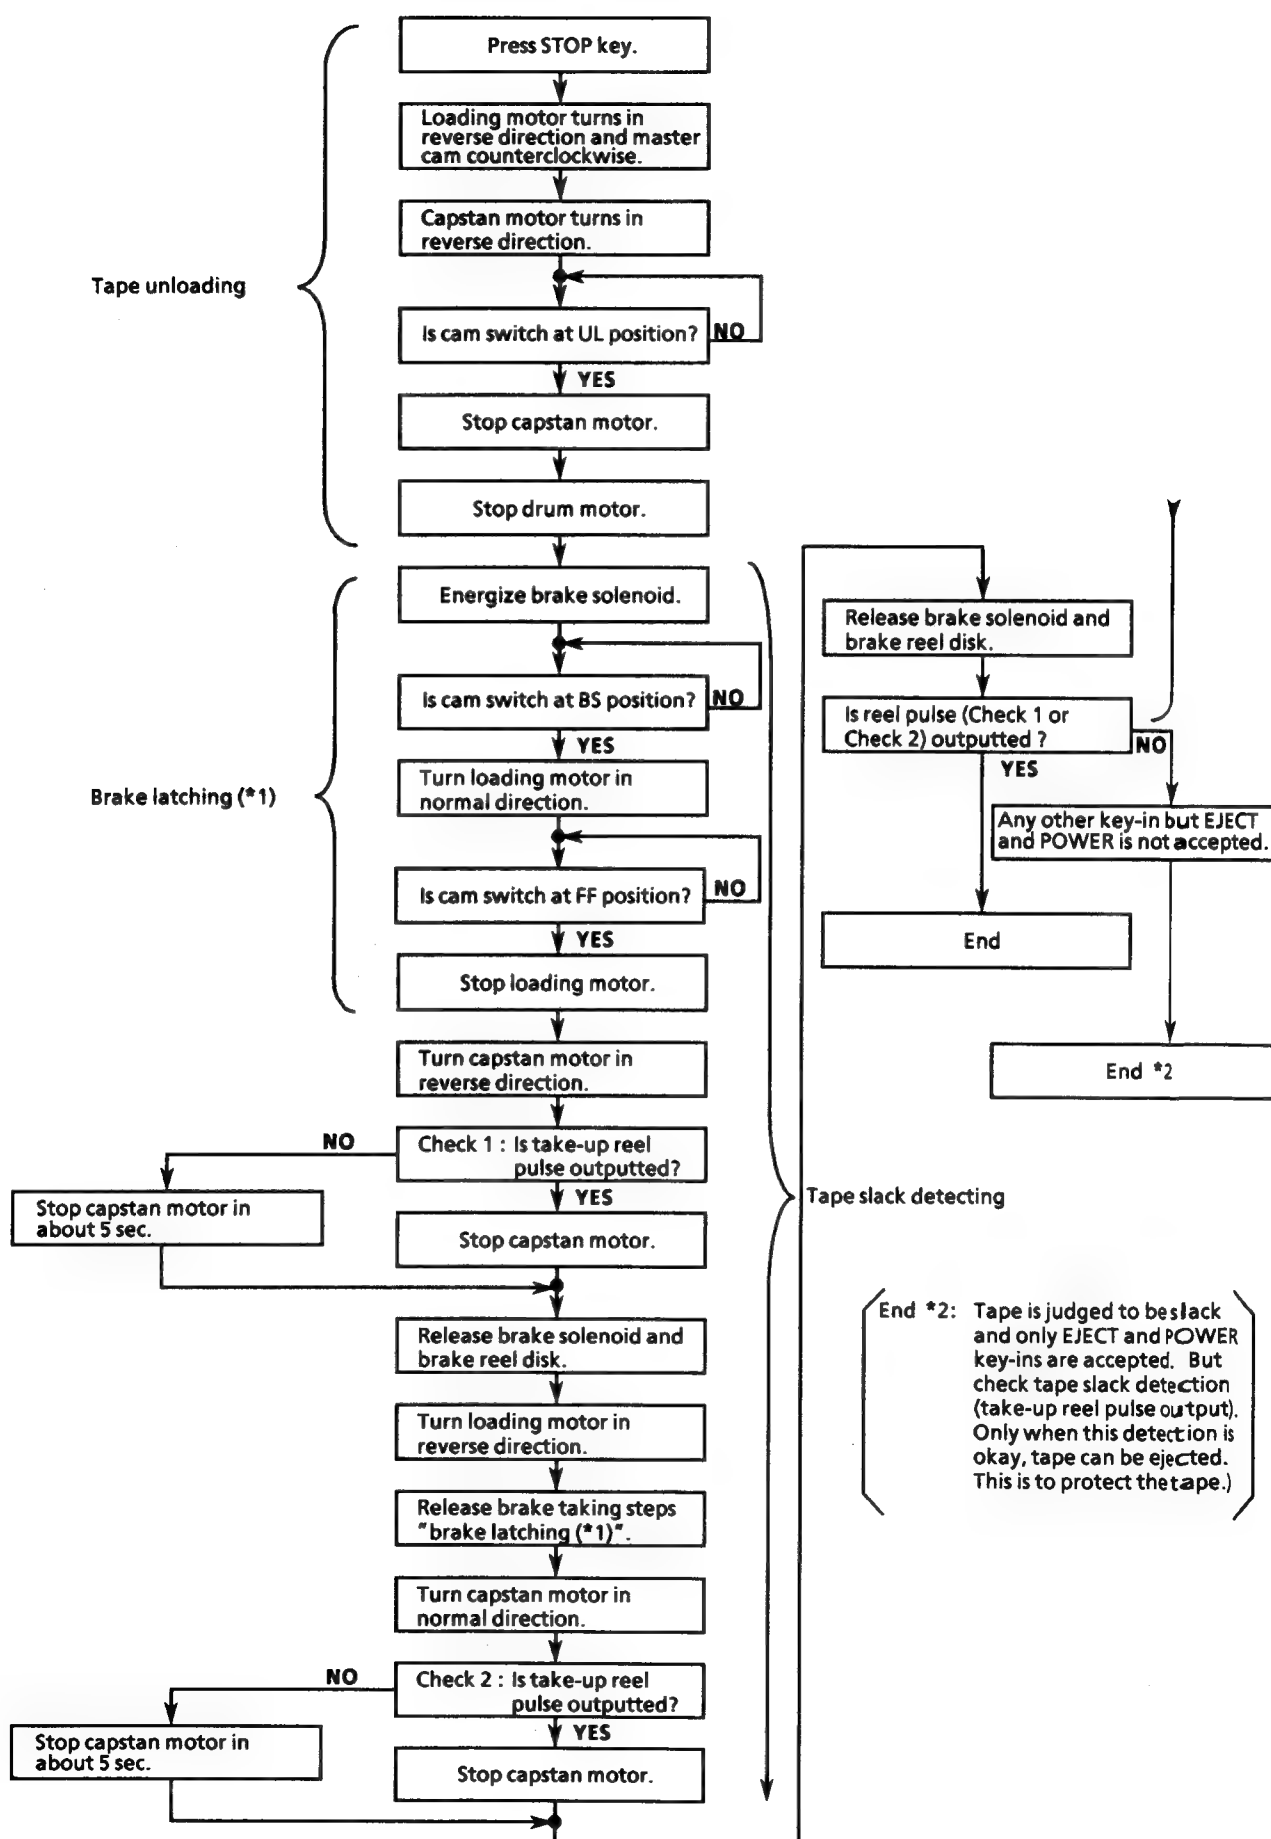 Press STOP key.
Loading motor turns in
reverse direction and master
cam counterclockwise.
Capstan motor turns in
reverse direction.
Tape unloading
Is cam switch at UL position?
NO
YES
Stop capstan motor.
Stop drum motor.
Energize brake solenoid.
Is cam switch at BS position?
NO
YES
Brake latching (*1)
Turn loading motor in
normal direction.
Is cam switch at FF position?
NO
YES
Stop loading motor.
Turn capstan motor in
reverse direction.
Check 1 : Is take-up reel
pulse outputted?
NO
YES
Stop capstan motor in
about 5 sec.
Stop capstan motor.
Release brake solenoid and
brake reel disk.
Turn loading motor in
reverse direction.
Release brake taking steps
"brake latching (*1)".
Turn capstan motor in
normal direction.
Check 2 : Is take-up reel
pulse outputted?
NO
YES
Stop capstan motor in
about 5 sec.
Stop capstan motor.
Tape slack detecting
Release brake solenoid and
brake reel disk.
Is reel pulse (Check 1 or
Check 2) outputted ?
NO
YES
Any other key-in but EJECT
and POWER is not accepted.
End
End *2
End *2: Tape is judged to be slack
and only EJECT and POWER
key-ins are accepted. But
check tape slack detection
(take-up reel pulse output).
Only when this detection is
okay, tape can be ejected.
This is to protect the tape.)